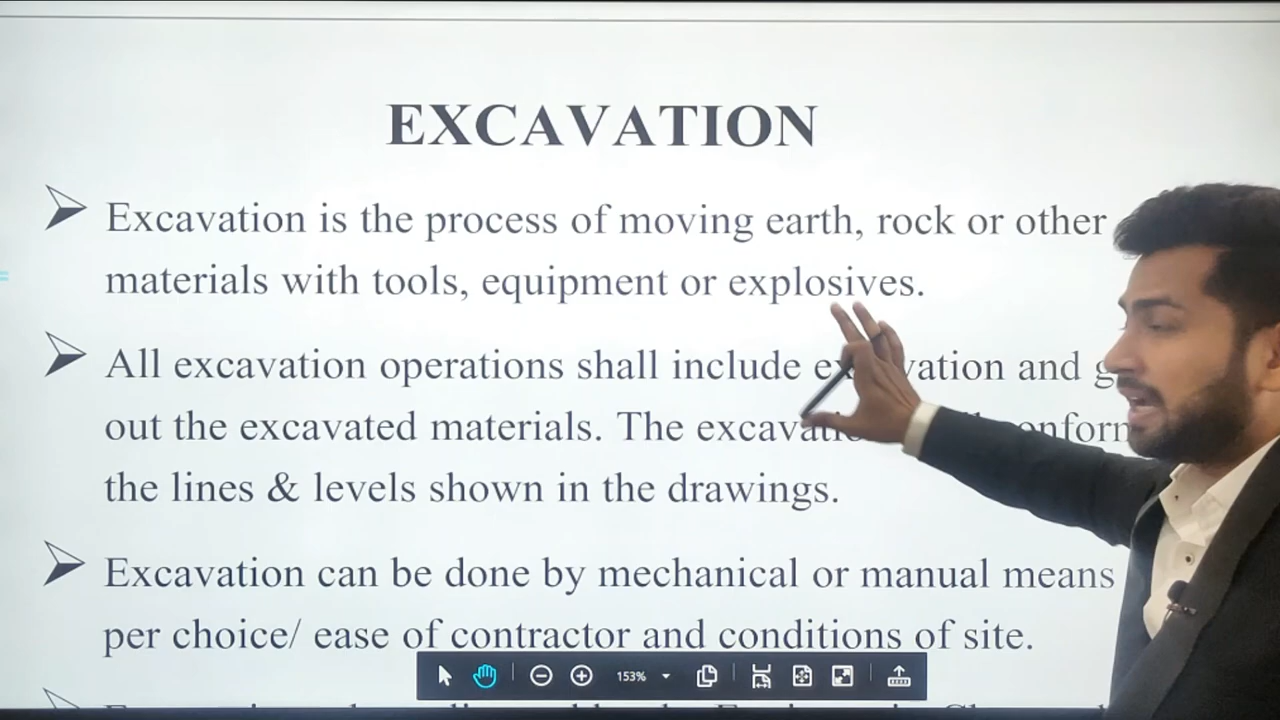 EXCAVATION
Excavation is the process of moving earth, rock or other
materials with tools, equipment or explosives.
All excavation operations shall include and
out the excavated materials. The
the lines & levels shown in the drawings.
Excavation can be done by mechanical or manual means
per choice/ ease of contractor and conditions of site.
153%